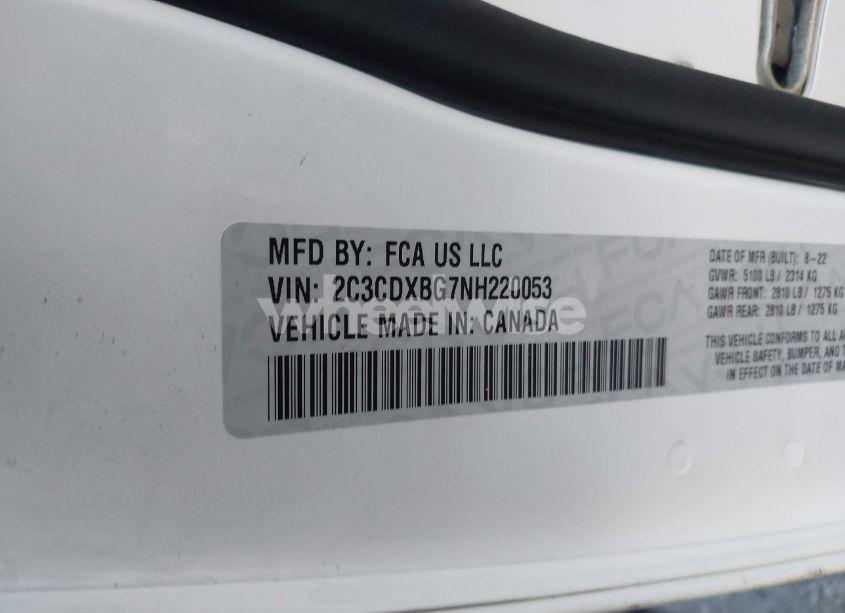 MFD BY: FCA US LLC
VIN: 2C3CDXBG7NH220053
VEHICLE MADE IN: CANADA
DATE OF MFR (BUILT): 8-22
GVWR: 5100 LB / 2314 KG
GAWR FRONT: 2810 LB / 1275 KG
GAWR REAR: 2810 LB / 1275 KG
THIS VEHICLE CONFORMS TO ALL
VEHICLE SAFETY, BUMPER, AND
IN EFFECT ON THE DATE OF